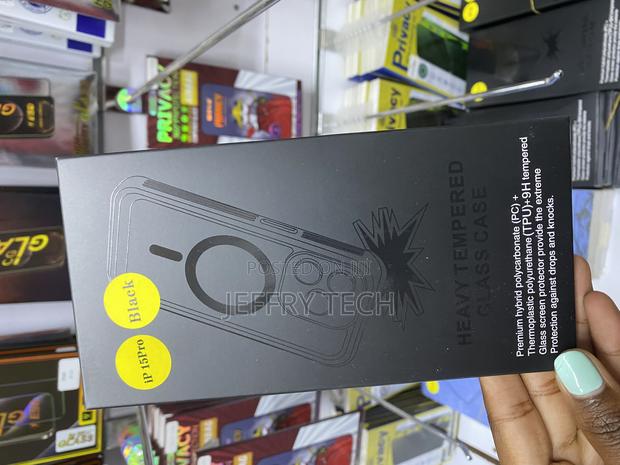 HEAVY TEMPERED
GLASS CASE
Premium hybrid polycarbonate (PC) +
Thermoplastic polyurethane(TPU)+9H tempered
Glass screen protector provide the extreme
Protection against drops and knocks.
Black
iP 15Pro
POSTED ON
JEFFRY TECH
PRIVACY
Privacy